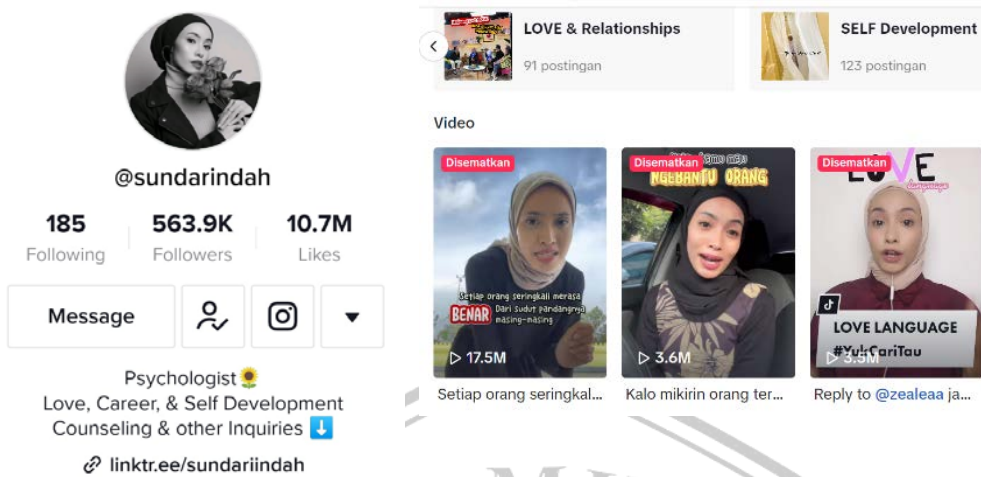 @sundarindah
185 563.9K 10.7M
Following Followers Likes
Message
Psychologist🌻
Love, Career, & Self Development
Counseling & other Inquiries ⬇️
linktr.ee/sundariindah
LOVE & Relationships
91 postingan
SELF Development
123 postingan
Video
Disematkan
Setiap orang seringkali merasa
BENAR Dari sudut pandangnya
masing-masing
17.5M
Setiap orang seringkal...
Disematkan
NGEBANTU ORANG
3.6M
Kalo mikirin orang ter...
Disematkan
LOVE
language
LOVE LANGUAGE
#YukCariTau
3.5M
Reply to @zealeaa ja...